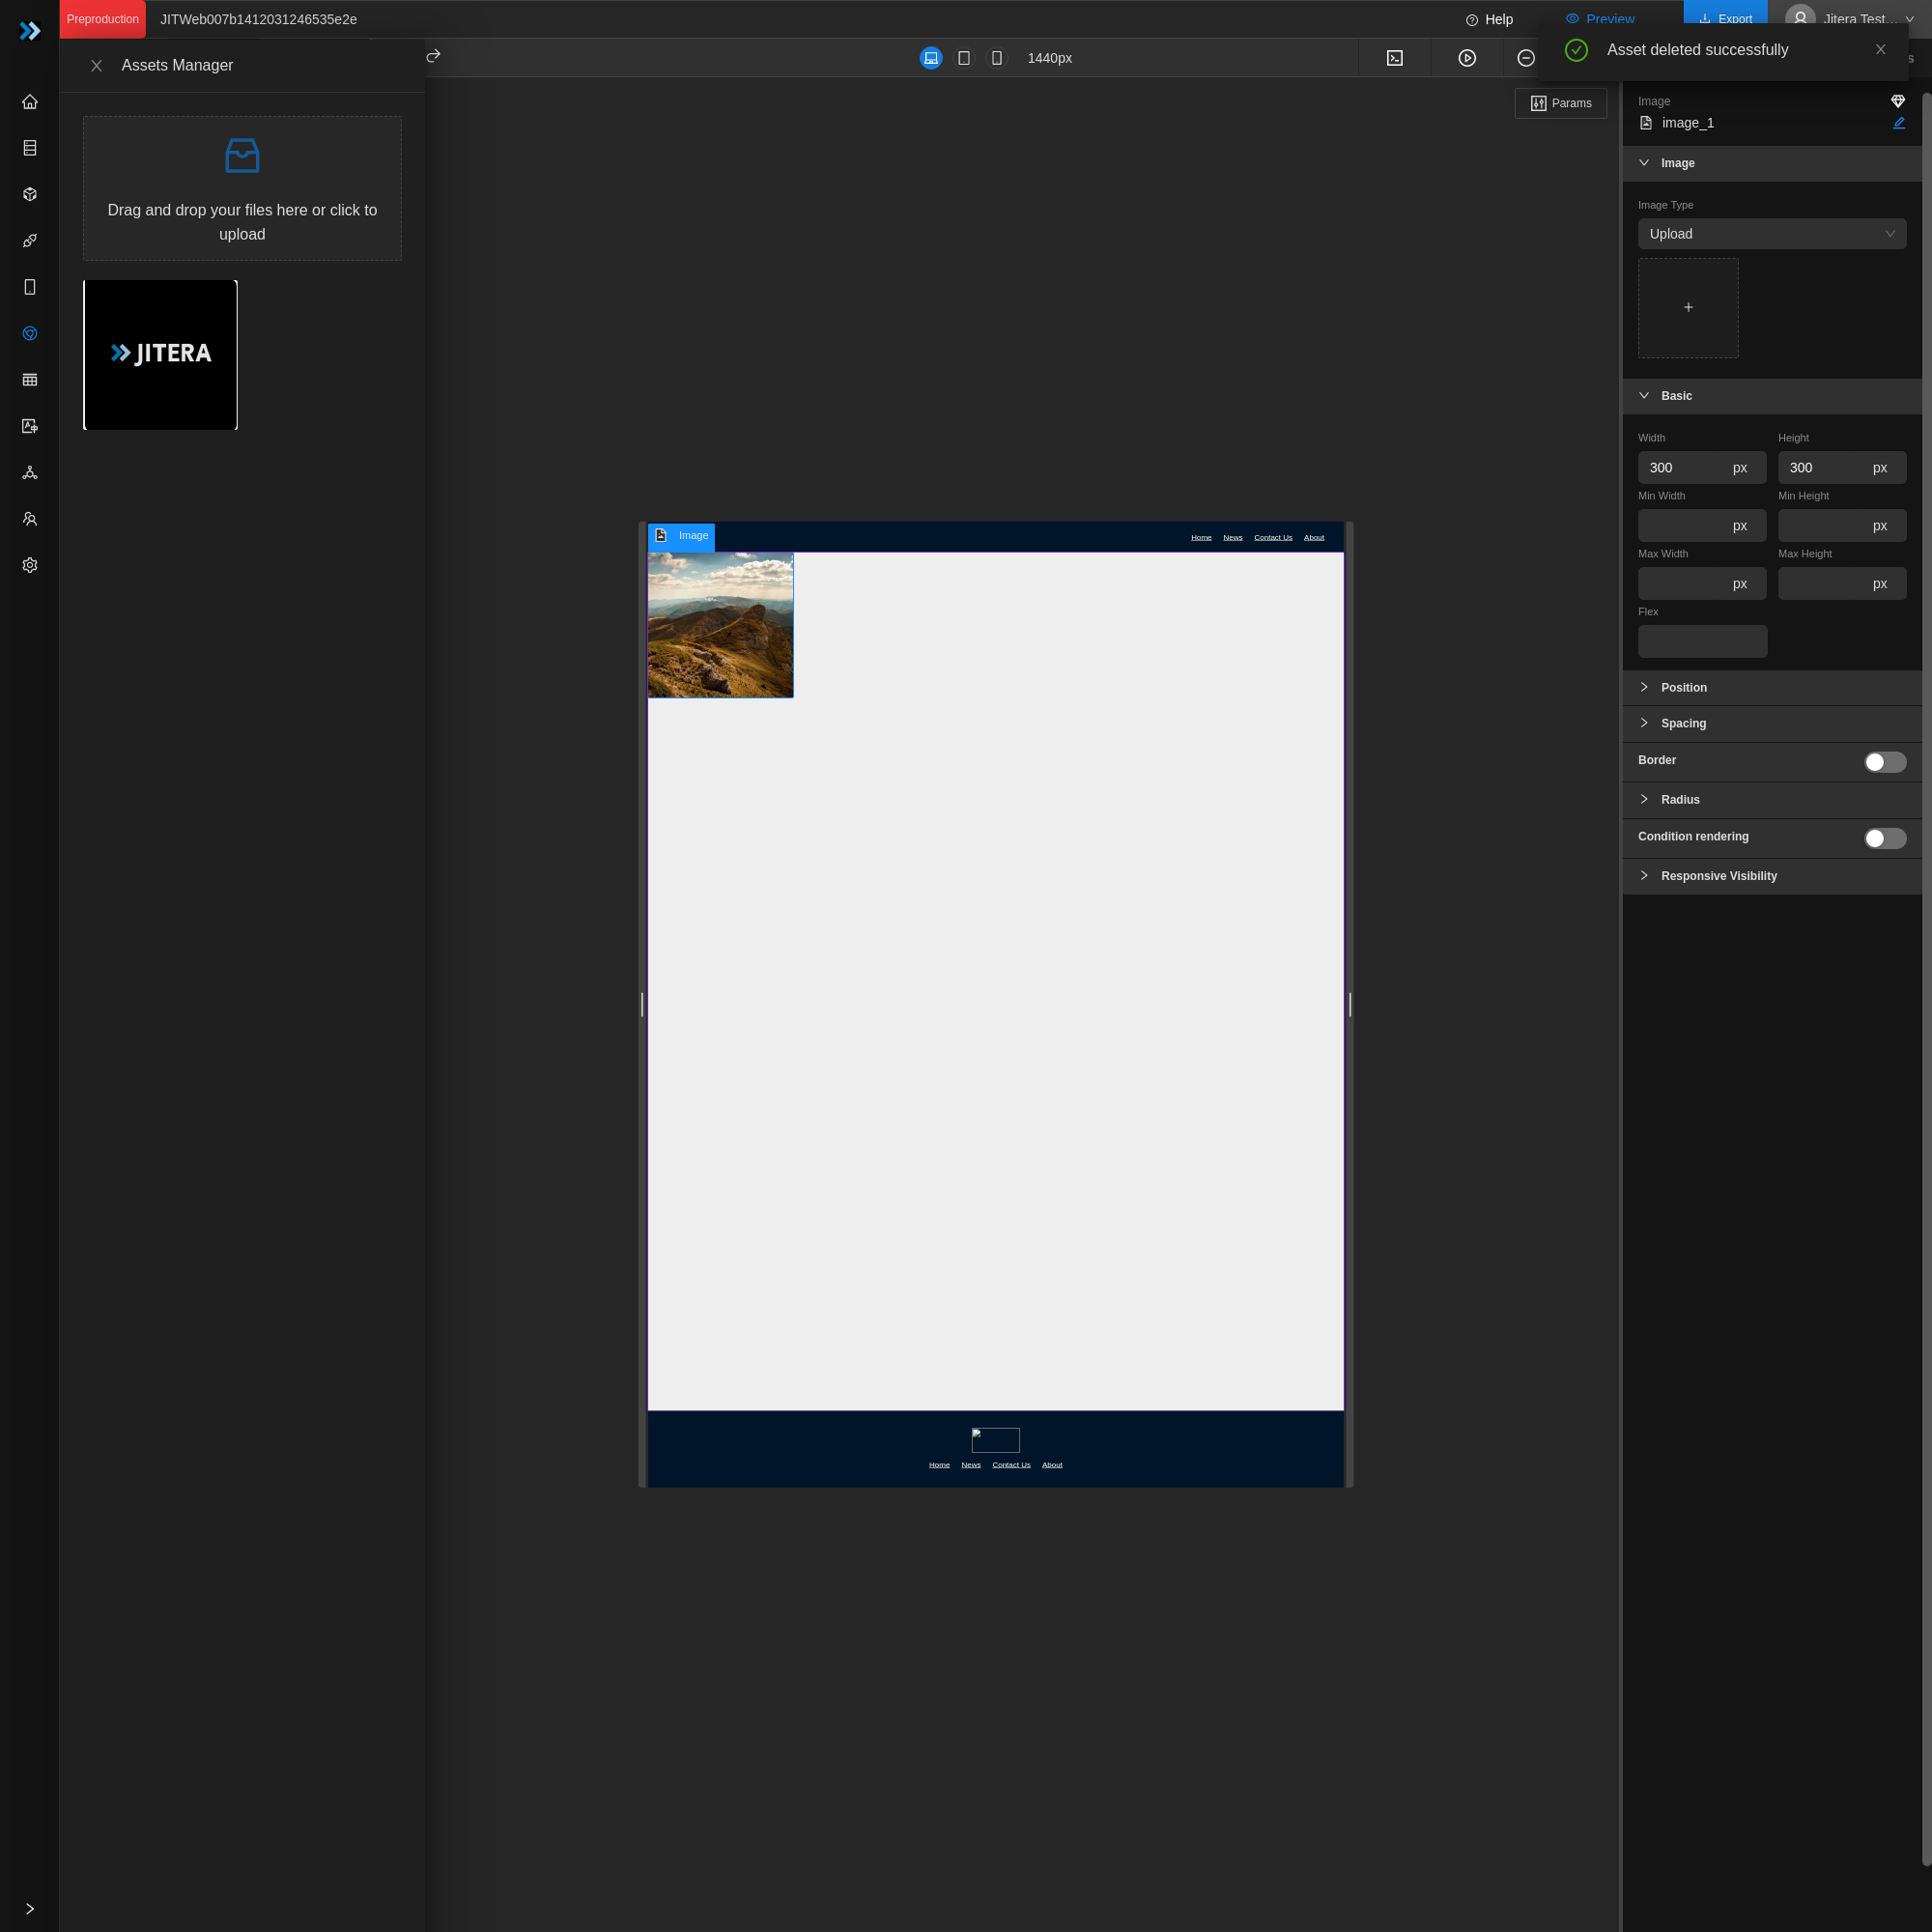 Preproduction
JITWeb007b1412031246535e2e
Help
Preview
Export
Jitera Test...
Asset deleted successfully
Assets Manager
1440px
Params
Drag and drop your files here or click to
upload
JITERA
Image
Home
News
Contact Us
About
Home
News
Contact Us
About
Image
image_1
Image
Image Type
Upload
Basic
Width
Height
300
px
300
px
Min Width
Min Height
px
px
Max Width
Max Height
px
px
Flex
Position
Spacing
Border
Radius
Condition rendering
Responsive Visibility